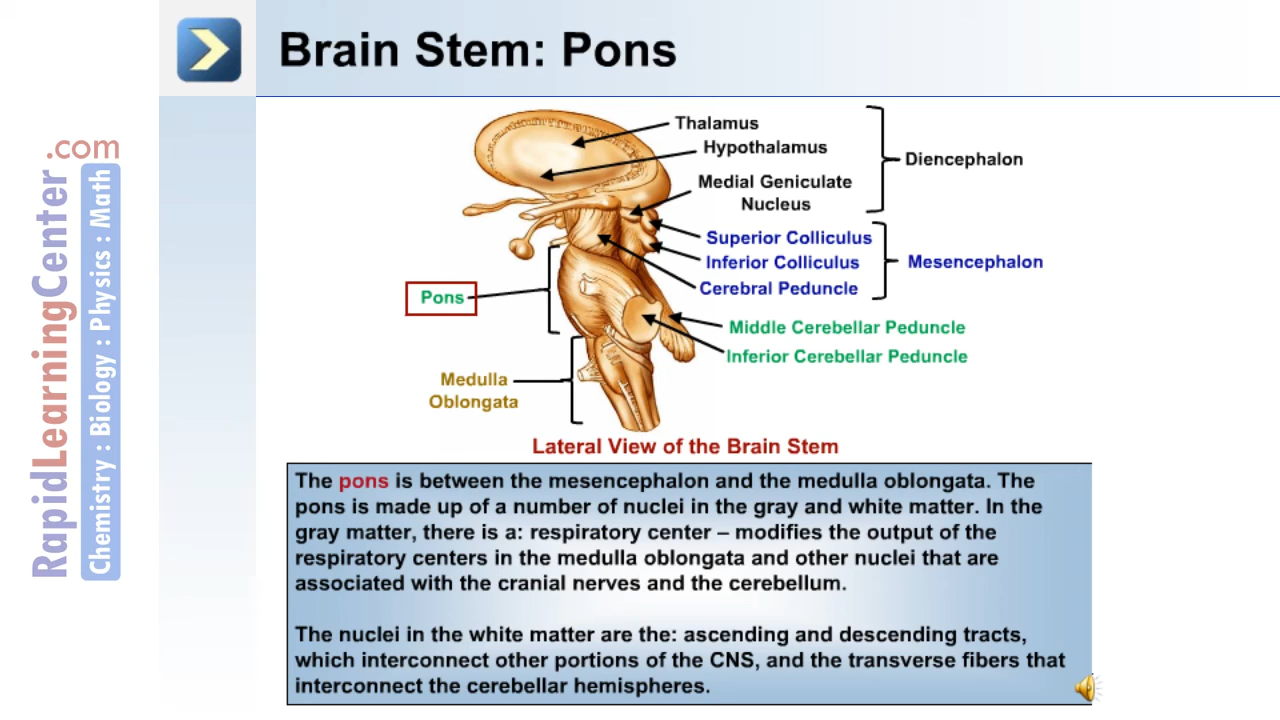 Brain Stem: Pons
RapidLearningCenter.com
Chemistry : Biology : Physics : Math
Thalamus
Hypothalamus
Medial Geniculate
Nucleus
Diencephalon
Superior Colliculus
Inferior Colliculus
Cerebral Peduncle
Mesencephalon
Pons
Middle Cerebellar Peduncle
Inferior Cerebellar Peduncle
Medulla
Oblongata
Lateral View of the Brain Stem
The pons is between the mesencephalon and the medulla oblongata. The
pons is made up of a number of nuclei in the gray and white matter. In the
gray matter, there is a: respiratory center – modifies the output of the
respiratory centers in the medulla oblongata and other nuclei that are
associated with the cranial nerves and the cerebellum.
The nuclei in the white matter are the: ascending and descending tracts,
which interconnect other portions of the CNS, and the transverse fibers that
interconnect the cerebellar hemispheres.